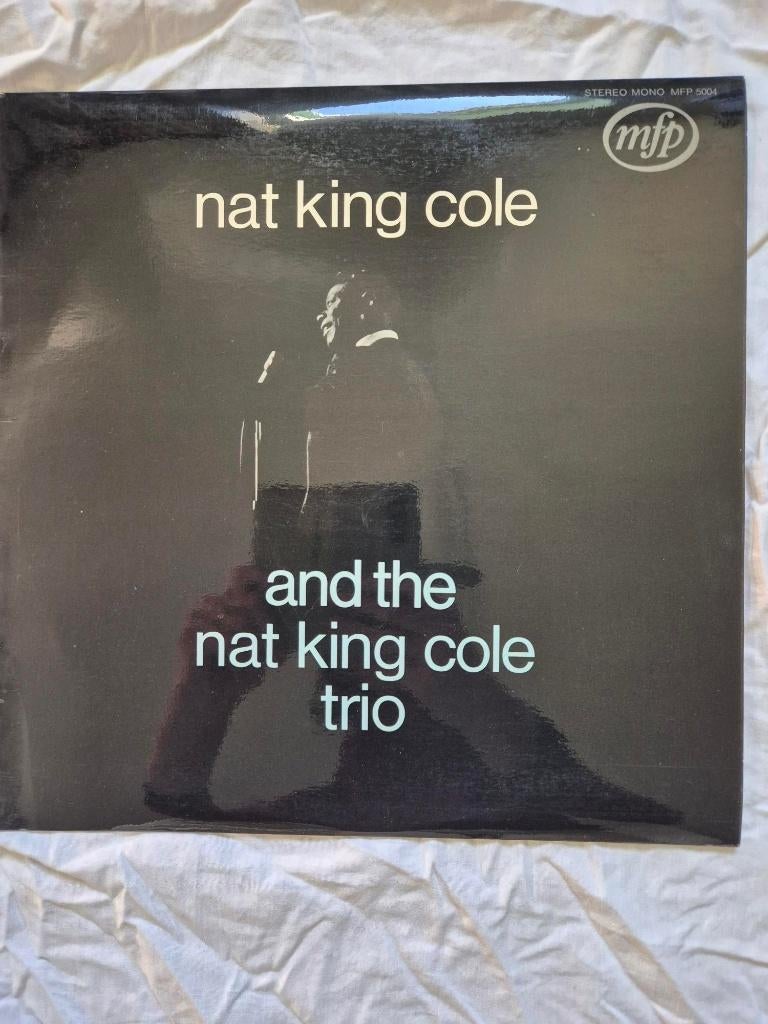 STEREO MONO MFP 5004
mfp
nat king cole
and the
nat king cole
trio